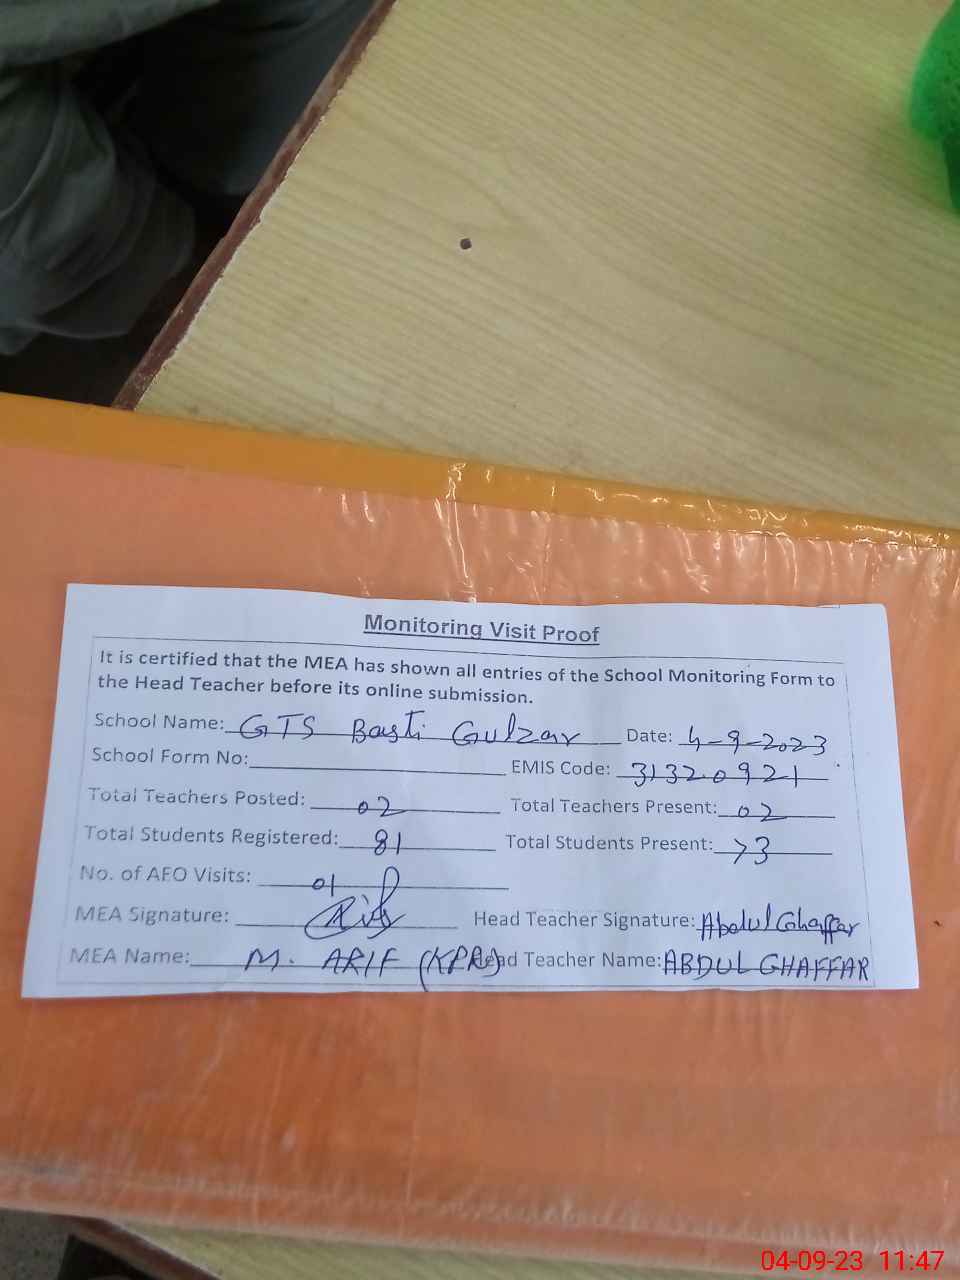 Monitoring Visit Proof
It is certified that the MEA has shown all entries of the School Monitoring Form to
the Head Teacher before its online submission.
School Name: GTS Basti Gulzar Date: 4-9-2023
School Form No: EMIS Code: 31320921
Total Teachers Posted: 02 Total Teachers Present: 02
Total Students Registered: 81 Total Students Present: 73
No. of AFO Visits: 01
MEA Signature: Head Teacher Signature: Abdul Ghaffar
MEA Name: M. ARIF (KPR) Head Teacher Name: ABDUL GHAFFAR
04-09-23 11:47